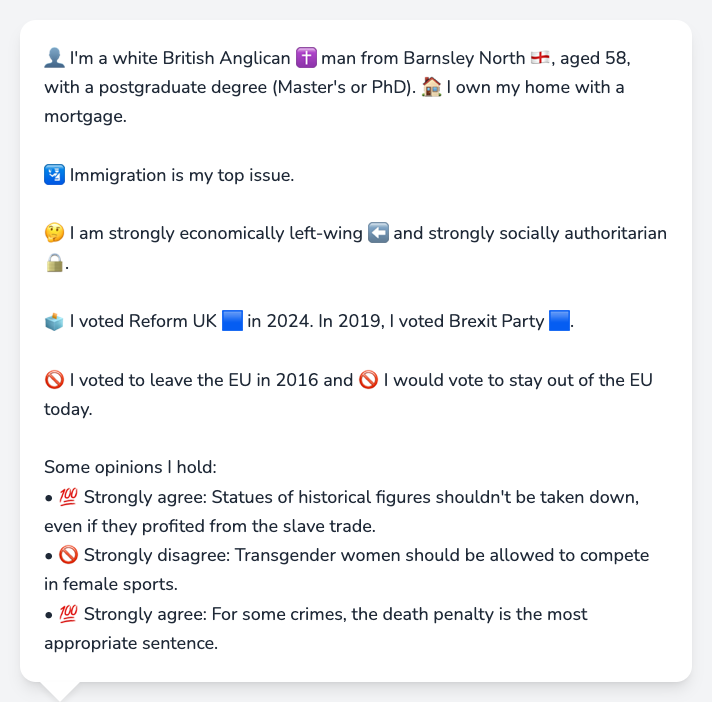 👤 I'm a white British Anglican ✝️ man from Barnsley North 🏴󠁧󠁢󠁥󠁮󠁧󠁿, aged 58,
with a postgraduate degree (Master's or PhD). 🏠 I own my home with a
mortgage.
🛂 Immigration is my top issue.
🤔 I am strongly economically left-wing ⬅️ and strongly socially authoritarian
🔒.
🗳️ I voted Reform UK 🟦 in 2024. In 2019, I voted Brexit Party 🟦.
🚫 I voted to leave the EU in 2016 and 🚫 I would vote to stay out of the EU
today.
Some opinions I hold:
• 💯 Strongly agree: Statues of historical figures shouldn't be taken down,
even if they profited from the slave trade.
• 🚫 Strongly disagree: Transgender women should be allowed to compete
in female sports.
• 💯 Strongly agree: For some crimes, the death penalty is the most
appropriate sentence.